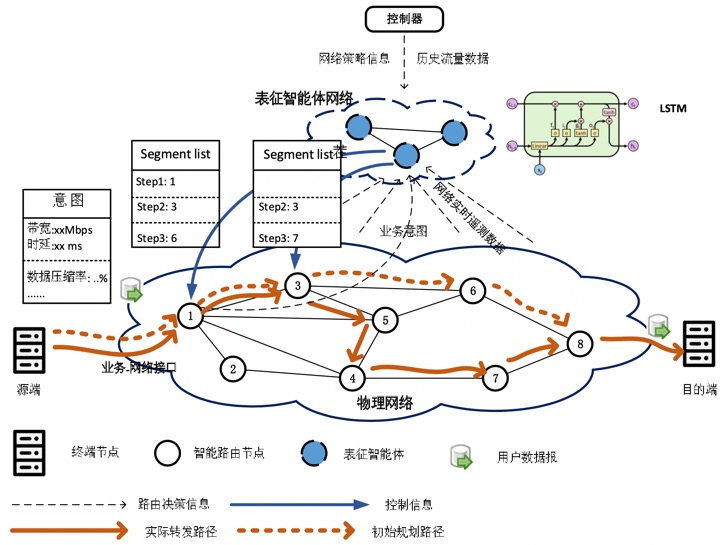 控制器
网络策略信息
历史流量数据
表征智能体网络
LSTM
Segment list
Step1: 1
Step2: 3
Step3: 6
Segment list
Step2: 3
Step3: 7
意图
带宽:xxMbps
时延:xx ms
数据压缩率: ..%
......
业务意图
网络实时遥测数据
1
2
3
4
5
6
7
8
源端
业务-网络接口
物理网络
目的端
终端节点
智能路由节点
表征智能体
用户数据报
路由决策信息
控制信息
实际转发路径
初始规划路径
Linear
σ
σ
tanh
σ
tanh